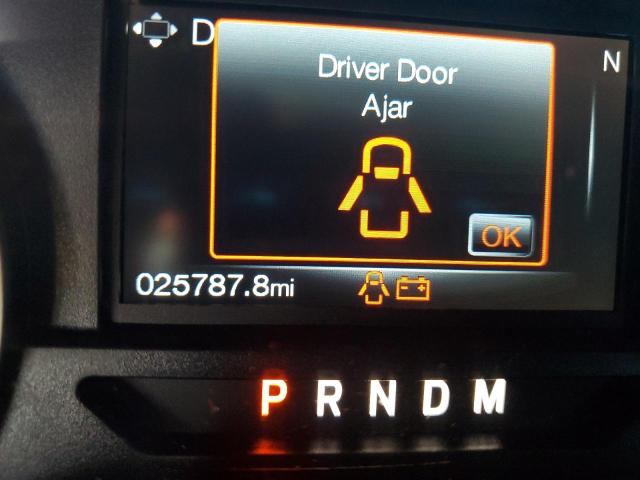 D
N
Driver Door
Ajar
OK
025787.8mi
P R N D M